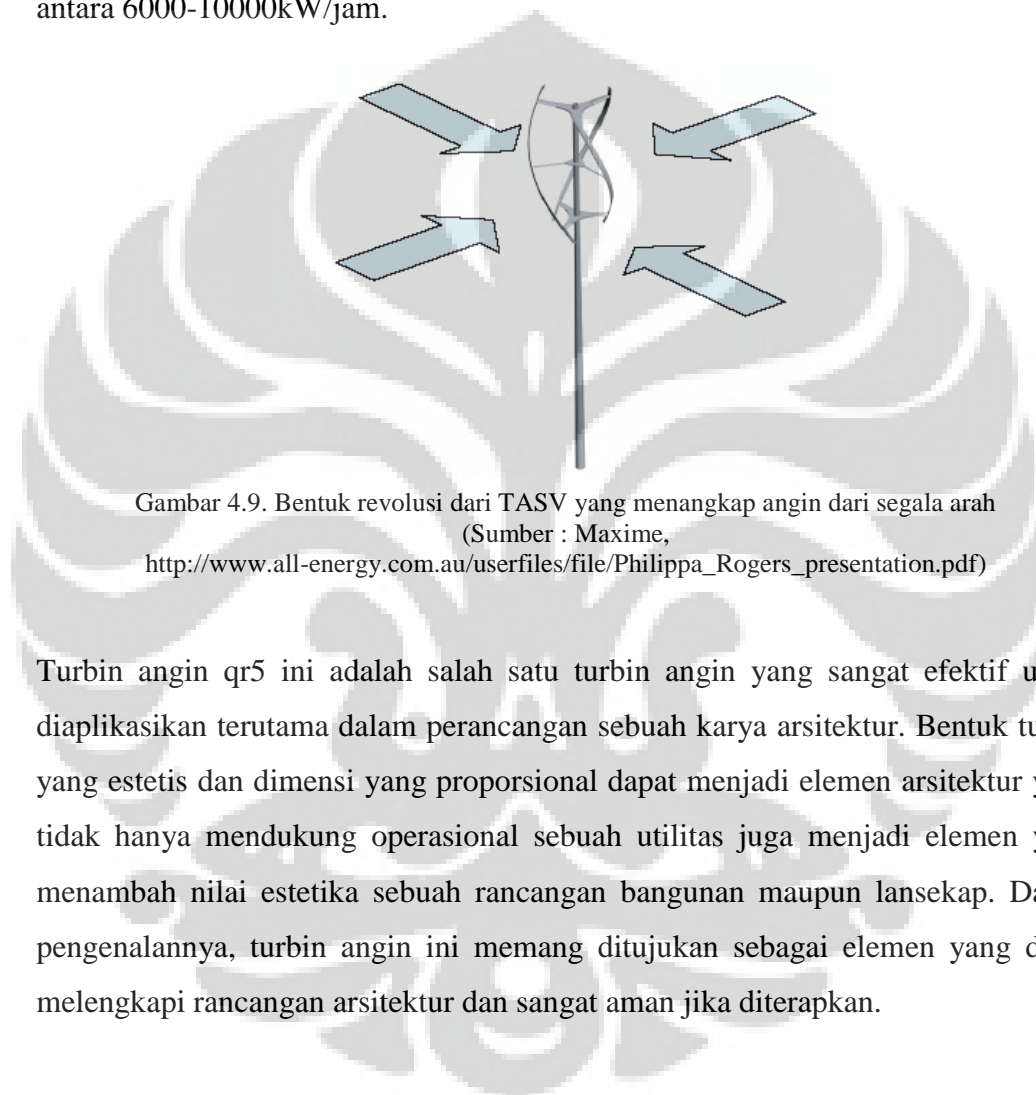 antara 6000-10000kW/jam.
Gambar 4.9. Bentuk revolusi dari TASV yang menangkap angin dari segala arah
(Sumber : Maxime,
http://www.all-energy.com.au/userfiles/file/Philippa_Rogers_presentation.pdf)
Turbin angin qr5 ini adalah salah satu turbin angin yang sangat efektif
diaplikasikan terutama dalam perancangan sebuah karya arsitektur. Bentuk
yang estetis dan dimensi yang proporsional dapat menjadi elemen arsitektur
tidak hanya mendukung operasional sebuah utilitas juga menjadi elemen
menambah nilai estetika sebuah rancangan bangunan maupun lansekap.
pengenalannya, turbin angin ini memang ditujukan sebagai elemen yang
melengkapi rancangan arsitektur dan sangat aman jika diterapkan.